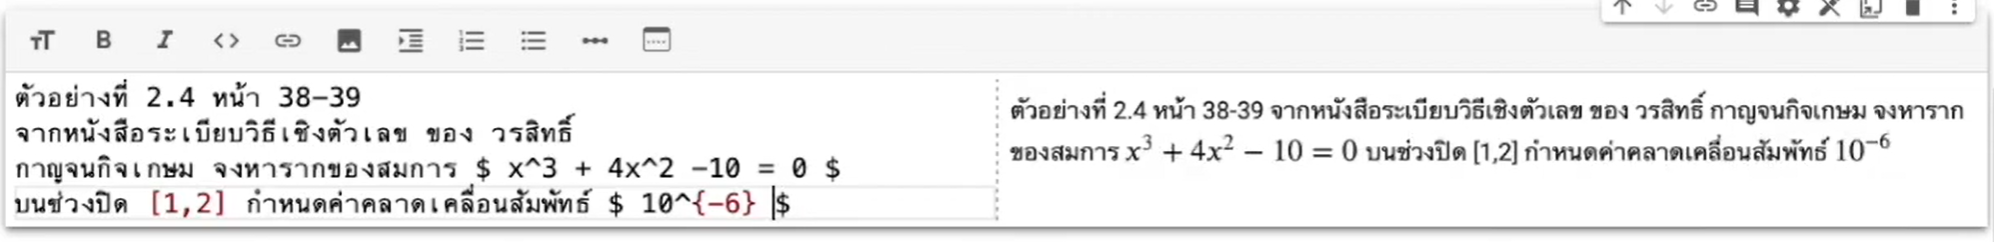 ตัวอย่างที่ 2.4 หน้า 38-39
จากหนังสือระเบียบวิธีเชิงตัวเลข ของ วรสิทธิ์
กาญจนกิจเกษม จงหารากของสมการ $ x^3 + 4x^2 -10 = 0 $
บนช่วงปิด [1,2] กำหนดค่าคลาดเคลื่อนสัมพัทธ์ $ 10^{-6} $
ตัวอย่างที่ 2.4 หน้า 38-39 จากหนังสือระเบียบวิธีเชิงตัวเลข ของ วรสิทธิ์ กาญจนกิจเกษม จงหาราก
ของสมการ x³ + 4x² − 10 = 0 บนช่วงปิด [1,2] กำหนดค่าคลาดเคลื่อนสัมพัทธ์ 10⁻⁶